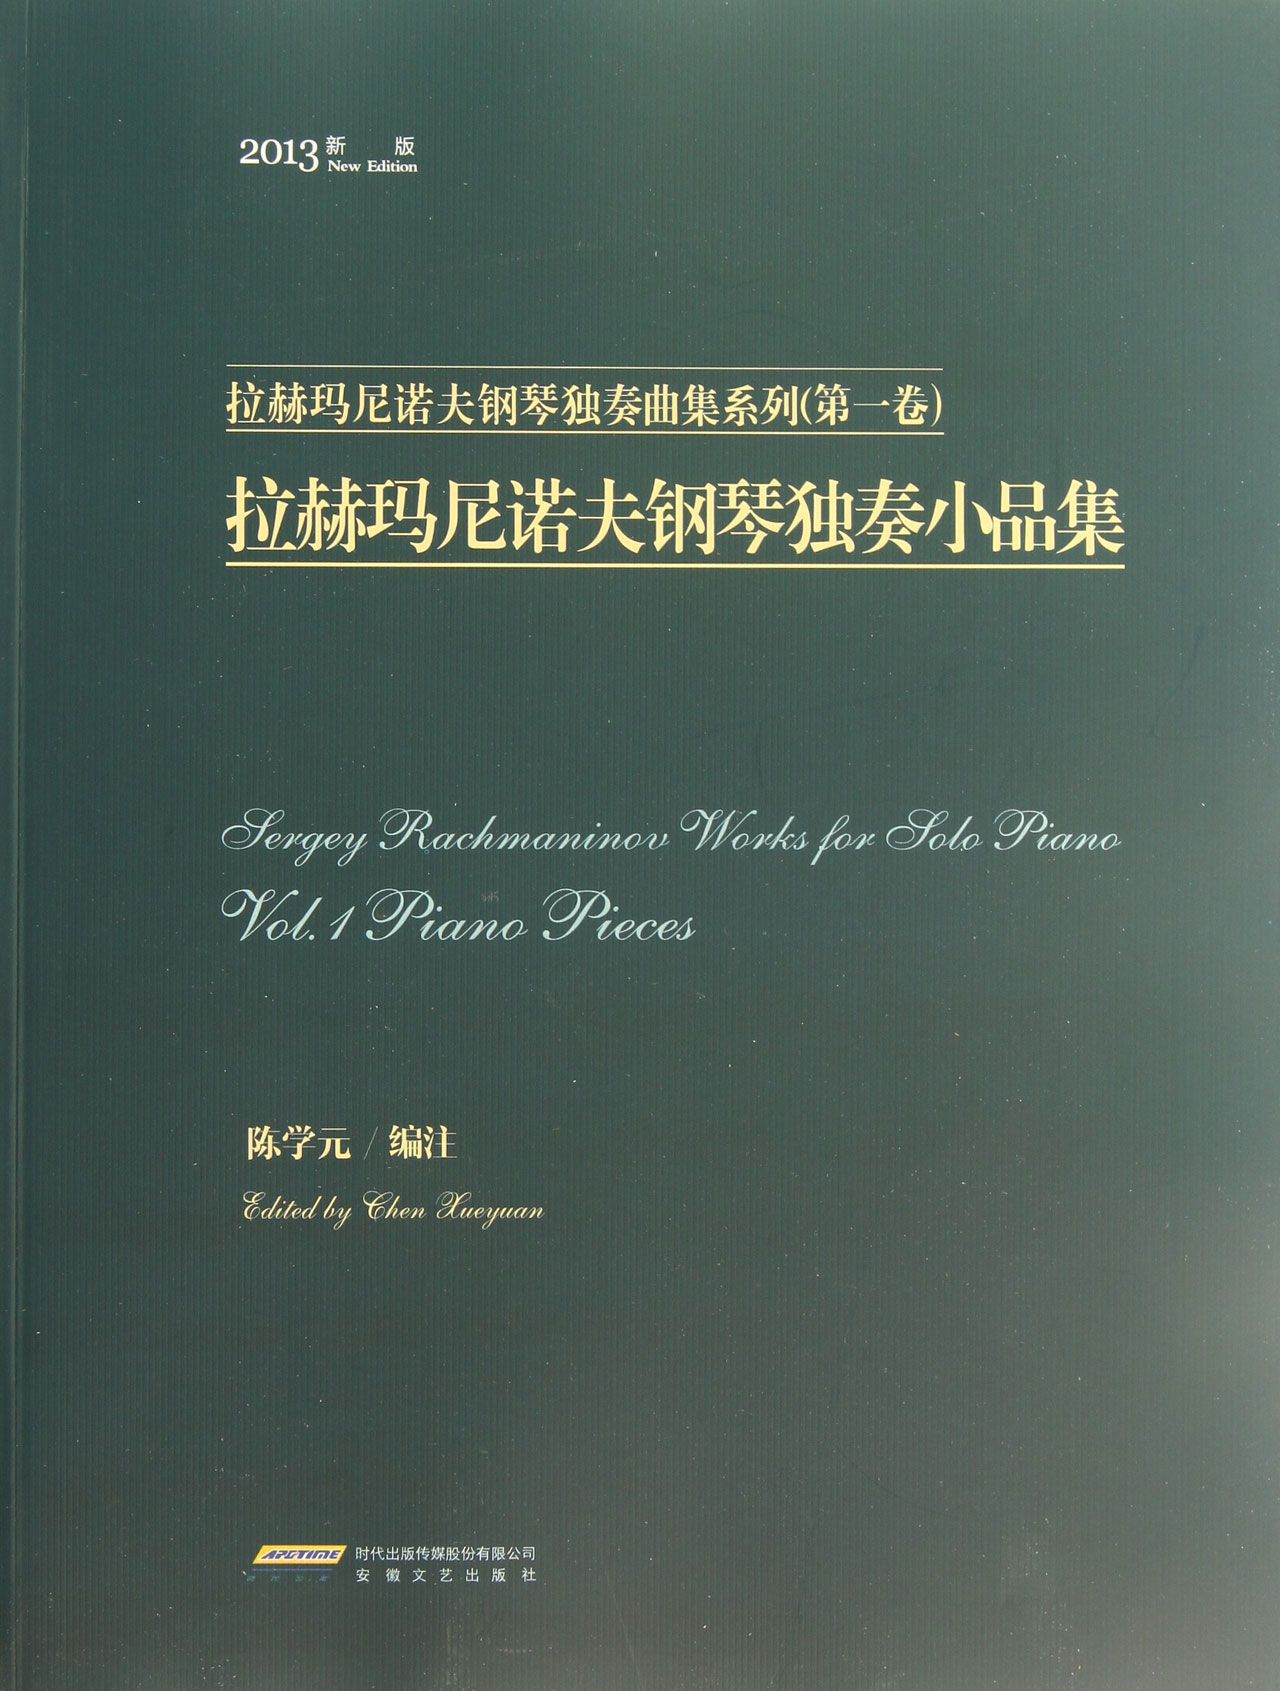 2013 新 版
New Edition
拉赫玛尼诺夫钢琴独奏曲集系列(第一卷)
拉赫玛尼诺夫钢琴独奏小品集
Sergey Rachmaninov Works for Solo Piano
Vol.1 Piano Pieces
陈学元 / 编注
Edited by Chen Xueyuan
APGTIME 时代出版传媒股份有限公司
安徽文艺出版社